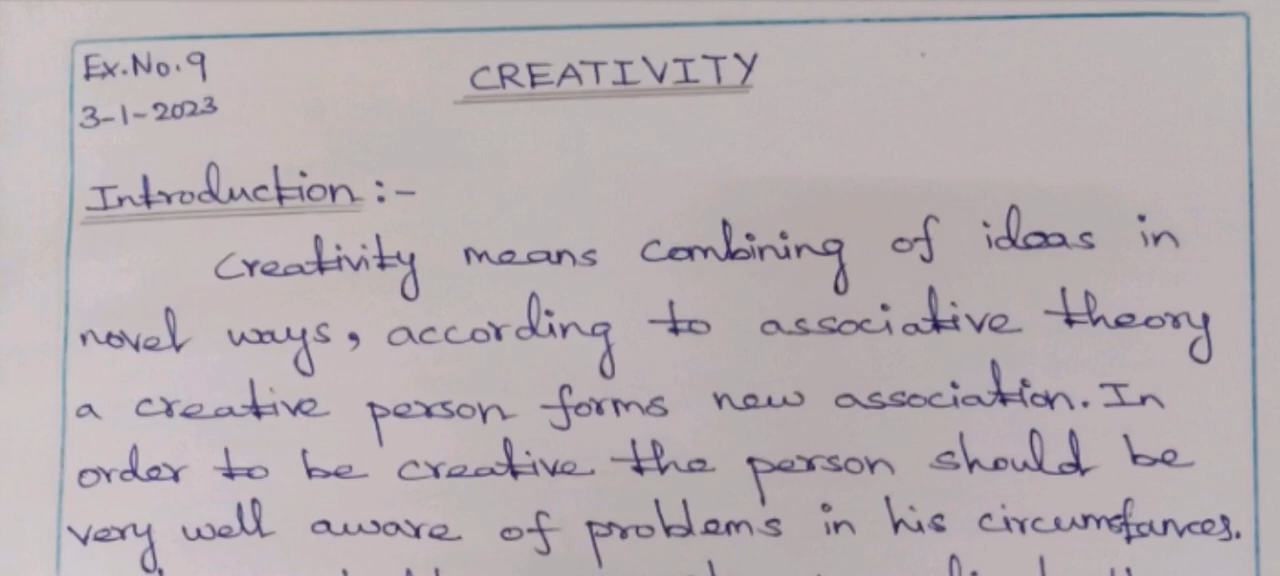 Ex.No.9
CREATIVITY
3-1-2023
Introduction :-
Creativity means combining of ideas in
novel ways, according to associative theory
a creative person forms new association. In
order to be creative the person should be
very well aware of problems in his circumstances.